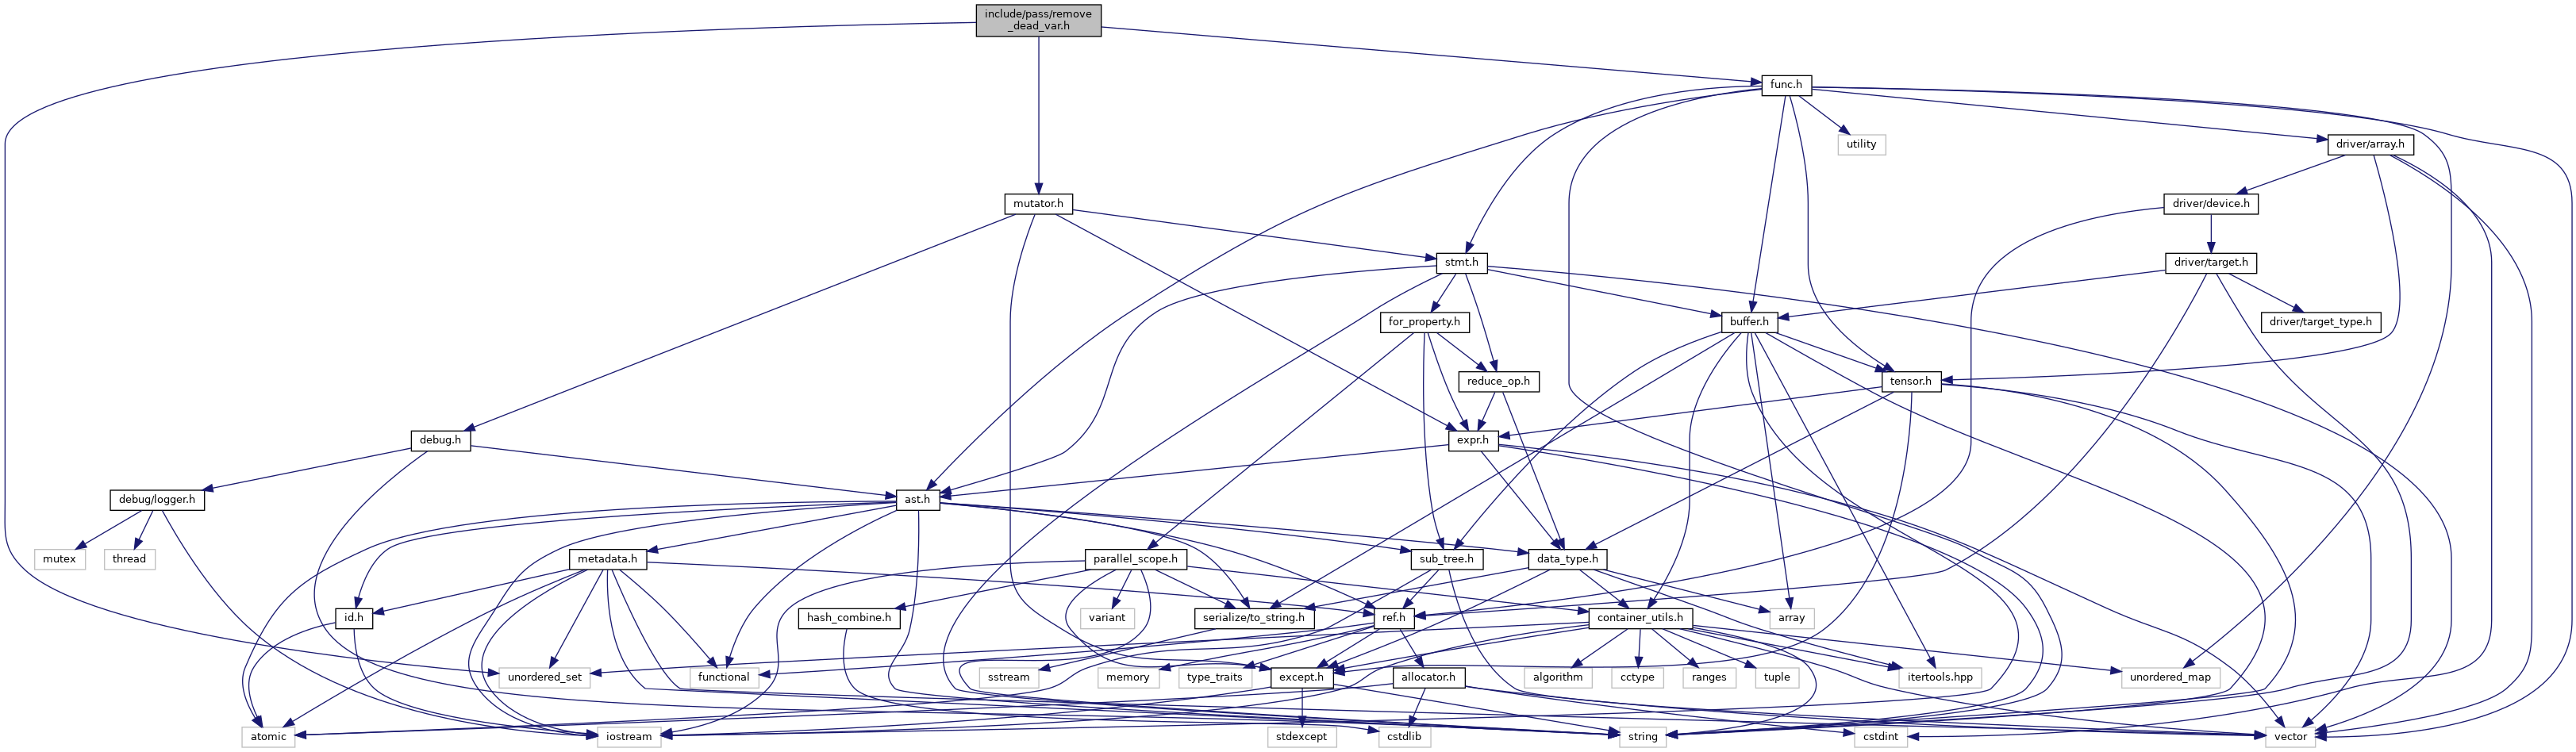 include/pass/remove
_dead_var.h
func.h
utility
driver/array.h
mutator.h
driver/device.h
stmt.h
driver/target.h
for_property.h
buffer.h
driver/target_type.h
reduce_op.h
tensor.h
debug.h
expr.h
debug/logger.h
ast.h
mutex
thread
metadata.h
parallel_scope.h
sub_tree.h
data_type.h
id.h
hash_combine.h
variant
serialize/to_string.h
ref.h
container_utils.h
array
unordered_set
functional
sstream
memory
type_traits
except.h
allocator.h
algorithm
cctype
ranges
tuple
itertools.hpp
unordered_map
atomic
iostream
stdexcept
string
cstdlib
cstdint
vector